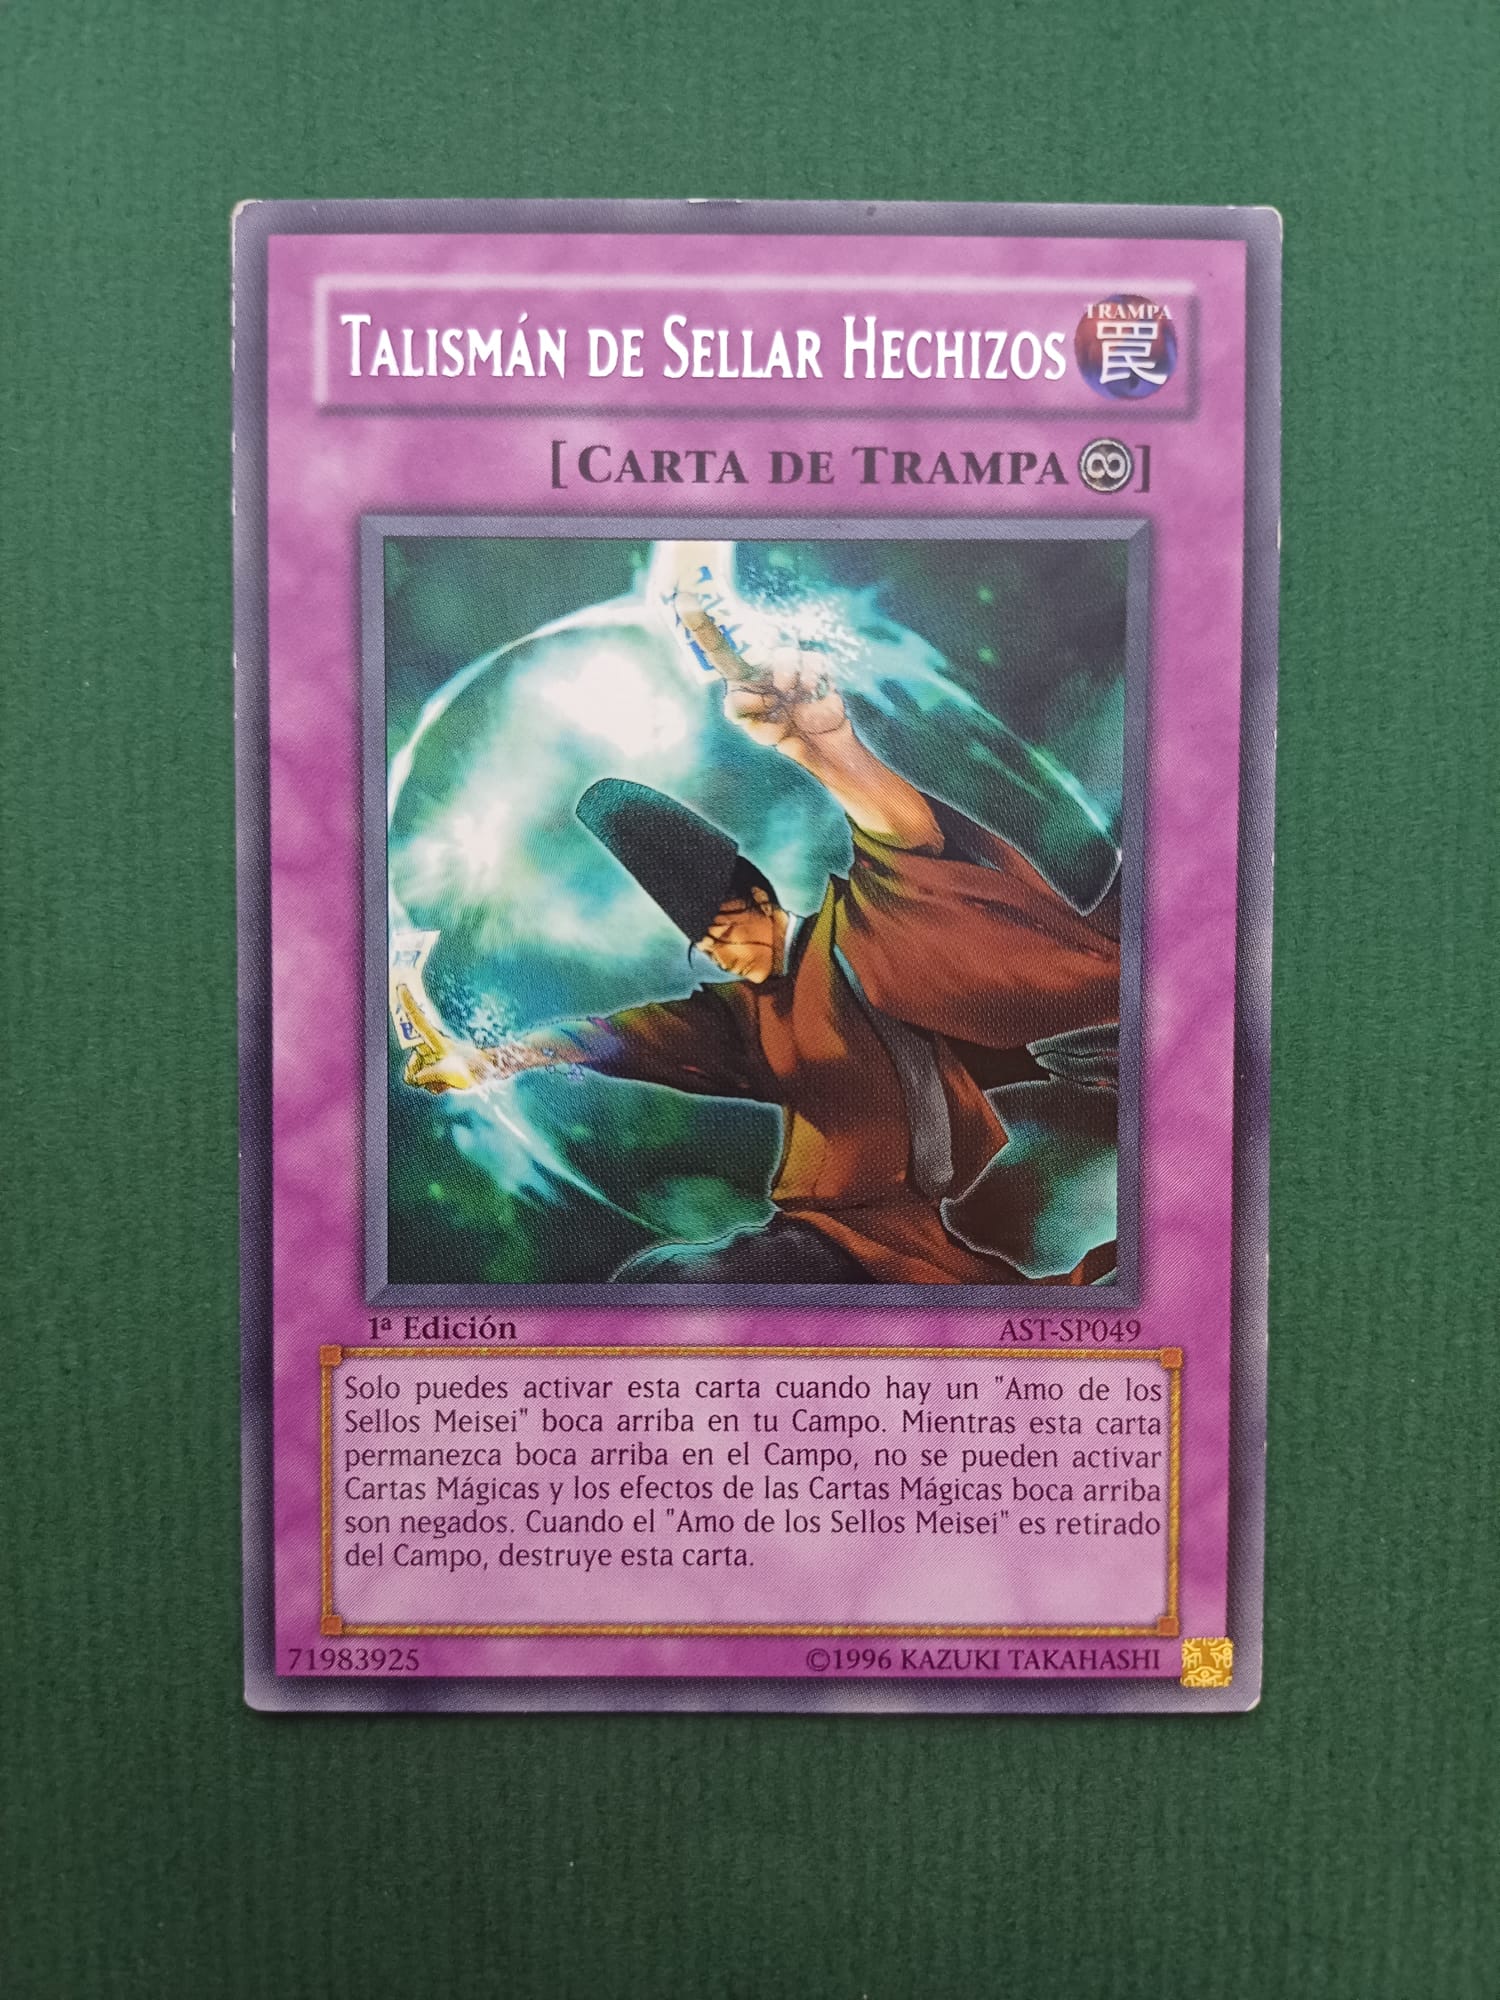 TALISMÁN DE SELLAR HECHIZOS
TRAMPA
罠
[CARTA DE TRAMPA ∞]
1ª Edición
AST-SP049
Solo puedes activar esta carta cuando hay un "Amo de los
Sellos Meisei" boca arriba en tu Campo. Mientras esta carta
permanezca boca arriba en el Campo, no se pueden activar
Cartas Mágicas y los efectos de las Cartas Mágicas boca arriba
son negados. Cuando el "Amo de los Sellos Meisei" es retirado
del Campo, destruye esta carta.
71983925
©1996 KAZUKI TAKAHASHI